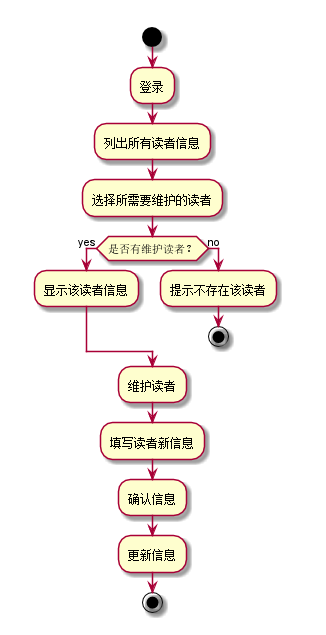 登录
列出所有读者信息
选择所需要维护的读者
yes
是否有维护读者？
no
显示该读者信息
提示不存在该读者
维护读者
填写读者新信息
确认信息
更新信息